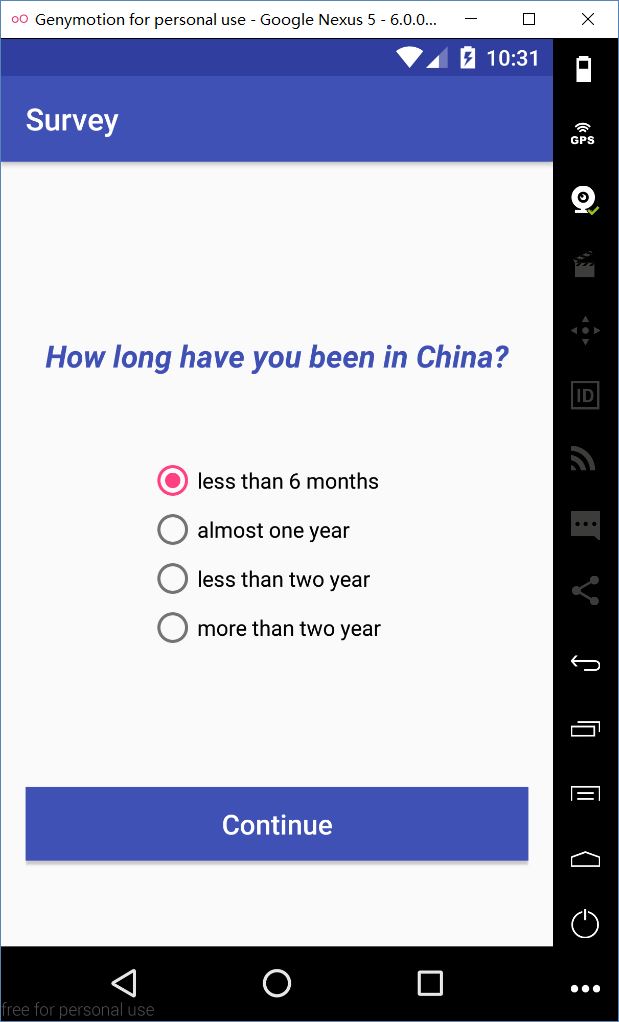 Genymotion for personal use - Google Nexus 5 - 6.0.0...
10:31
Survey
GPS
How long have you been in China?
ID
less than 6 months
almost one year
less than two year
more than two year
Continue
free for personal use